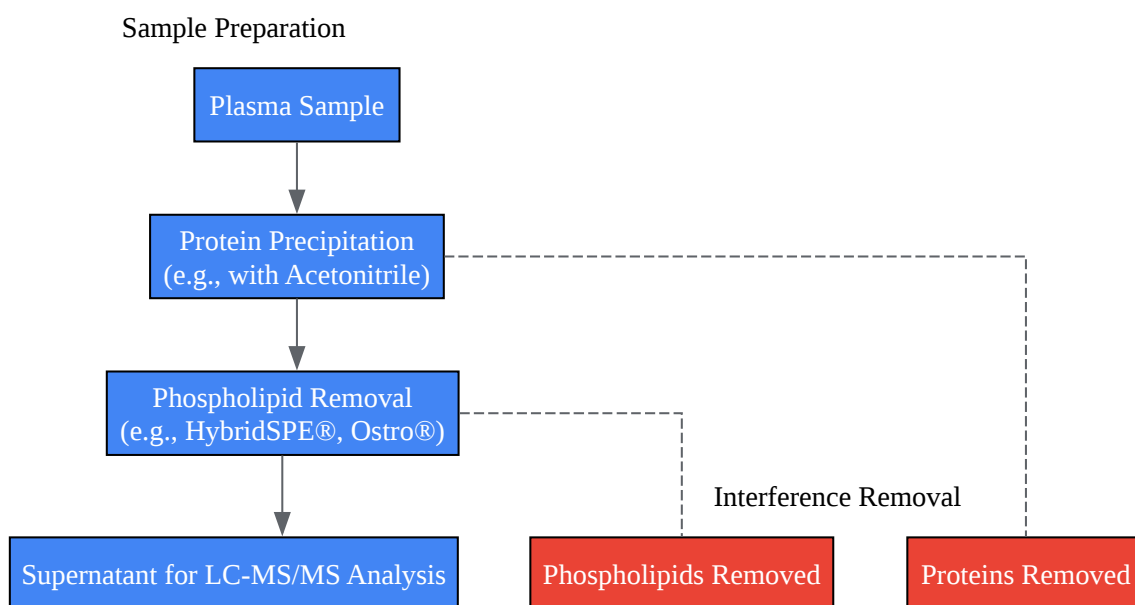 Sample Preparation
Plasma Sample
Protein Precipitation
(e.g., with Acetonitrile)
Phospholipid Removal
(e.g., HybridSPE®, Ostro®)
Interference Removal
Supernatant for LC-MS/MS Analysis
Phospholipids Removed
Proteins Removed